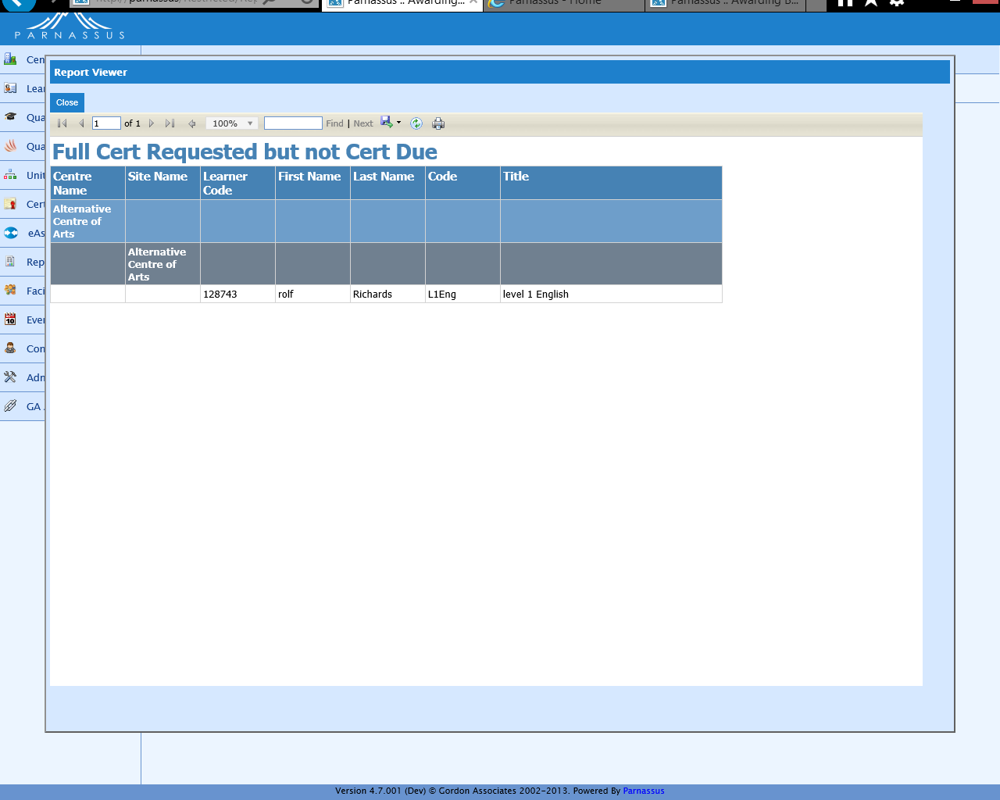 Parnassus :: Awarding...
Parnassus - Home
Parnassus :: Awarding B...
PARNASSUS
Cen
Lear
Qua
Qua
Unit
Cert
eAs
Rep
Faci
Ever
Con
Adn
GA
Report Viewer
Close
1 of 1 100% Find | Next
Full Cert Requested but not Cert Due
Centre Name Site Name Learner Code First Name Last Name Code Title
Alternative Centre of Arts
Alternative Centre of Arts
128743 rolf Richards L1Eng level 1 English
Version 4.7.001 (Dev) © Gordon Associates 2002-2013. Powered By Parnassus